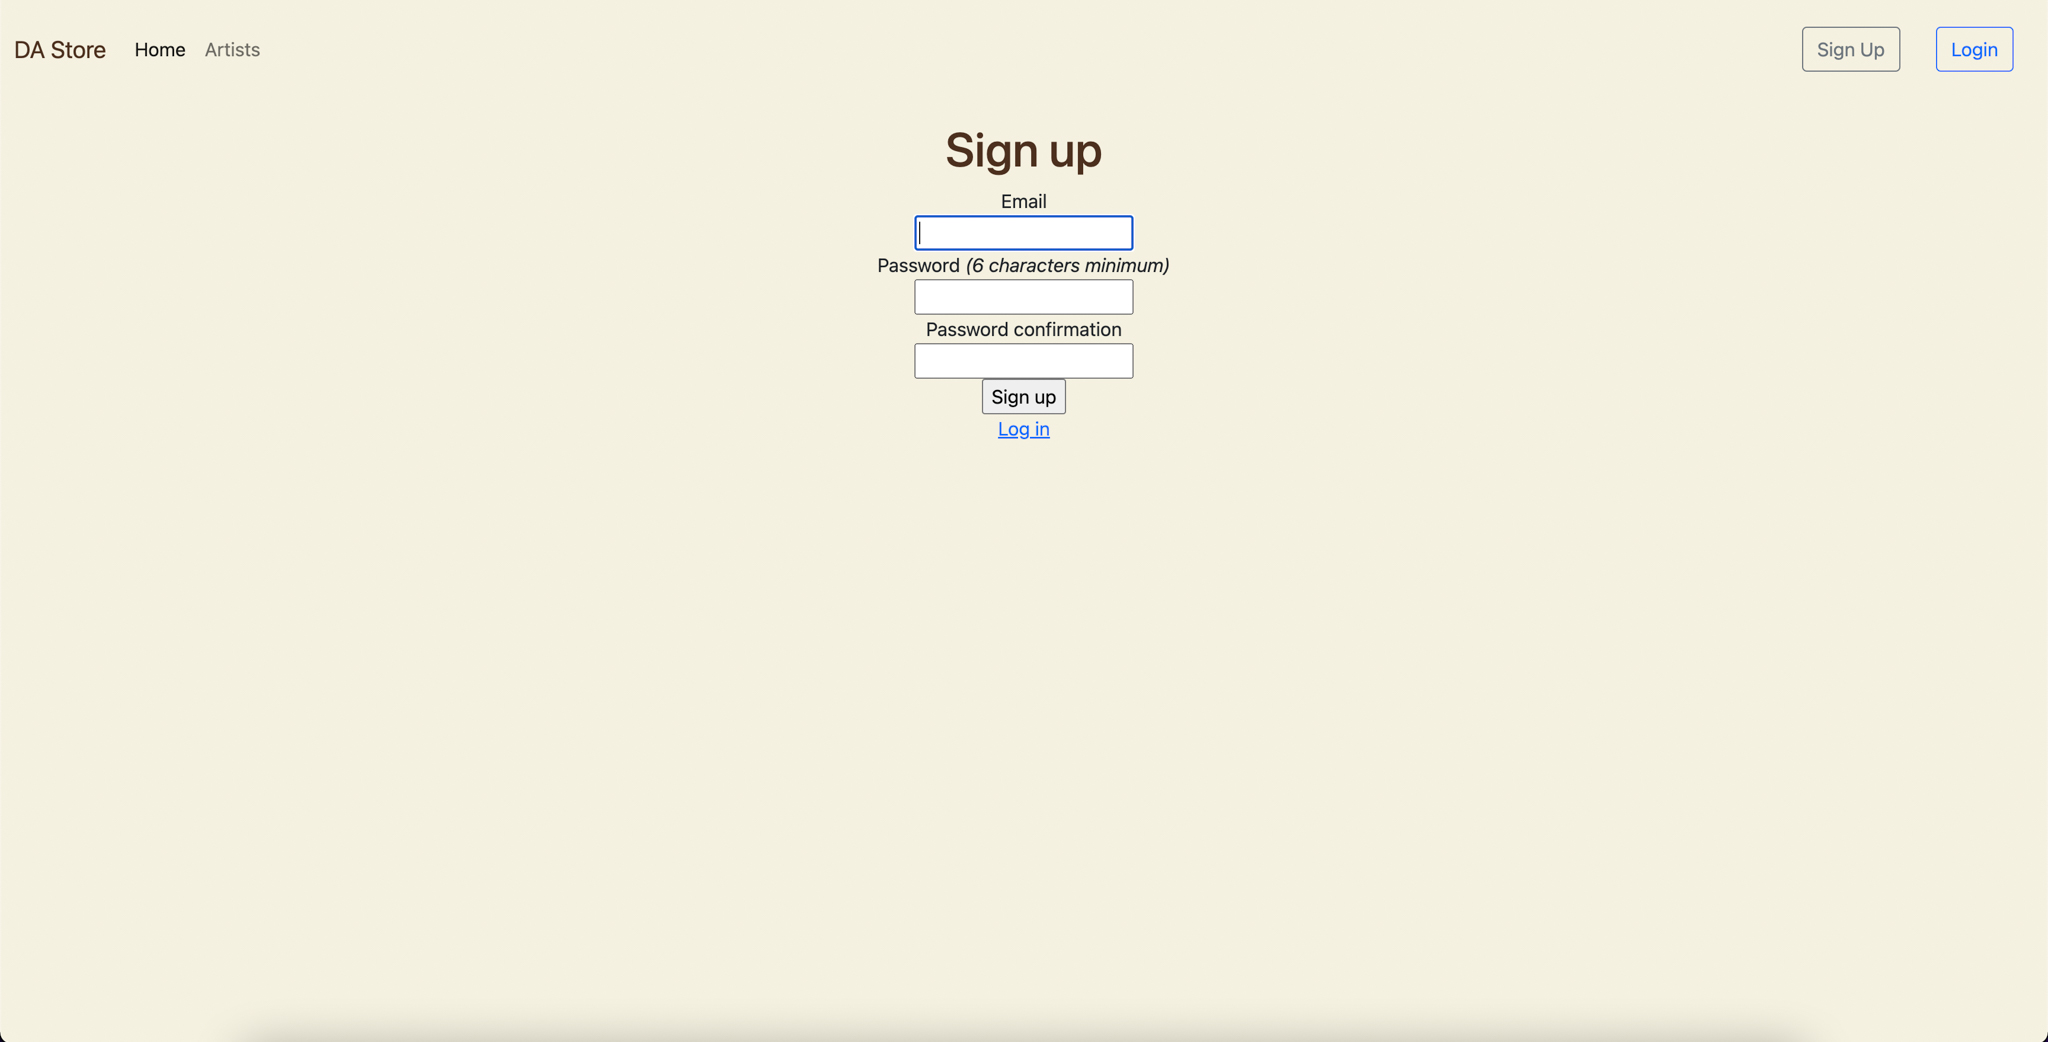 DA Store Home Artists Sign Up Login
Sign up
Email
Password (6 characters minimum)
Password confirmation
Sign up
Log in